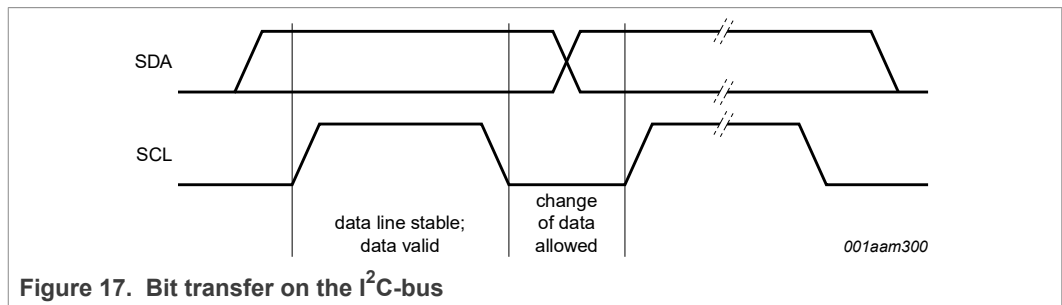 SDA
SCL
data line stable;
data valid
change
of data
allowed
001aam300
Figure 17. Bit transfer on the I²C-bus